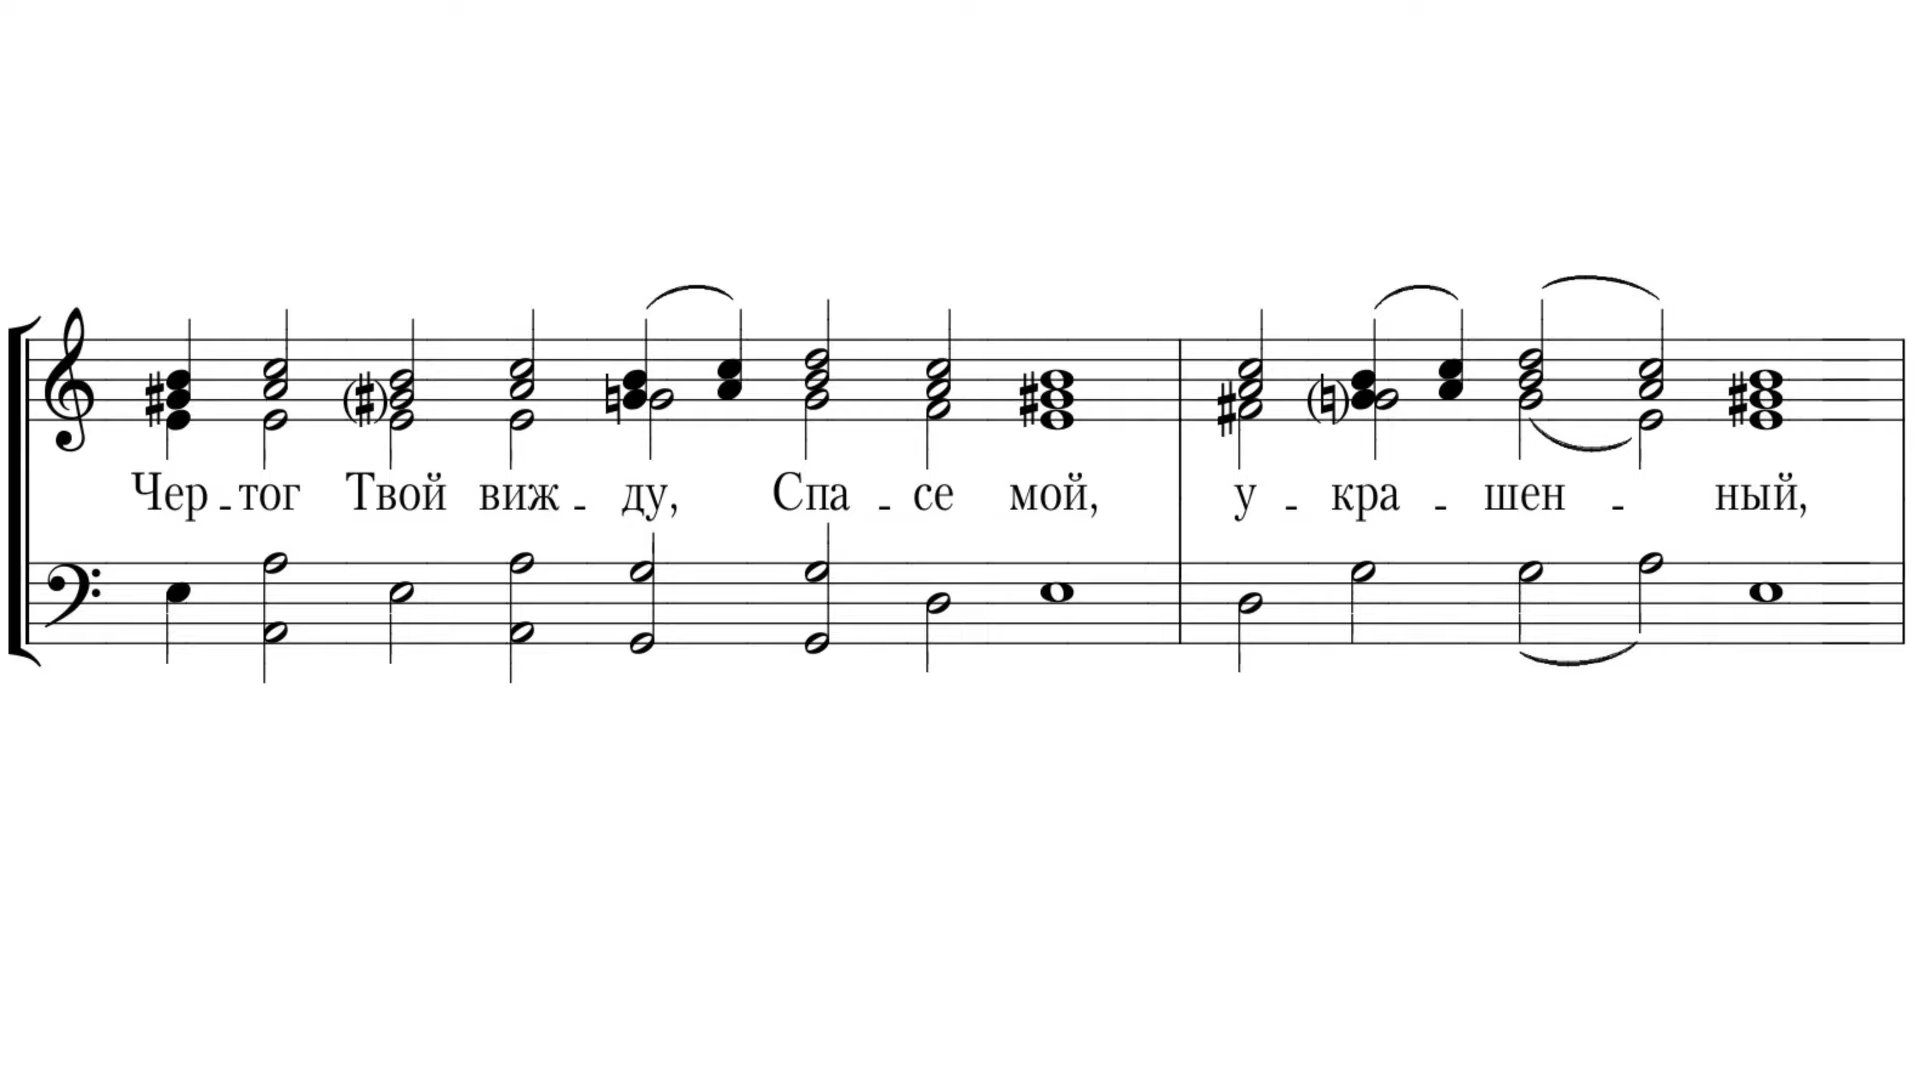 Чер-тог Твой виж-ду, Спа-се мой, у-кра-шен-ный,